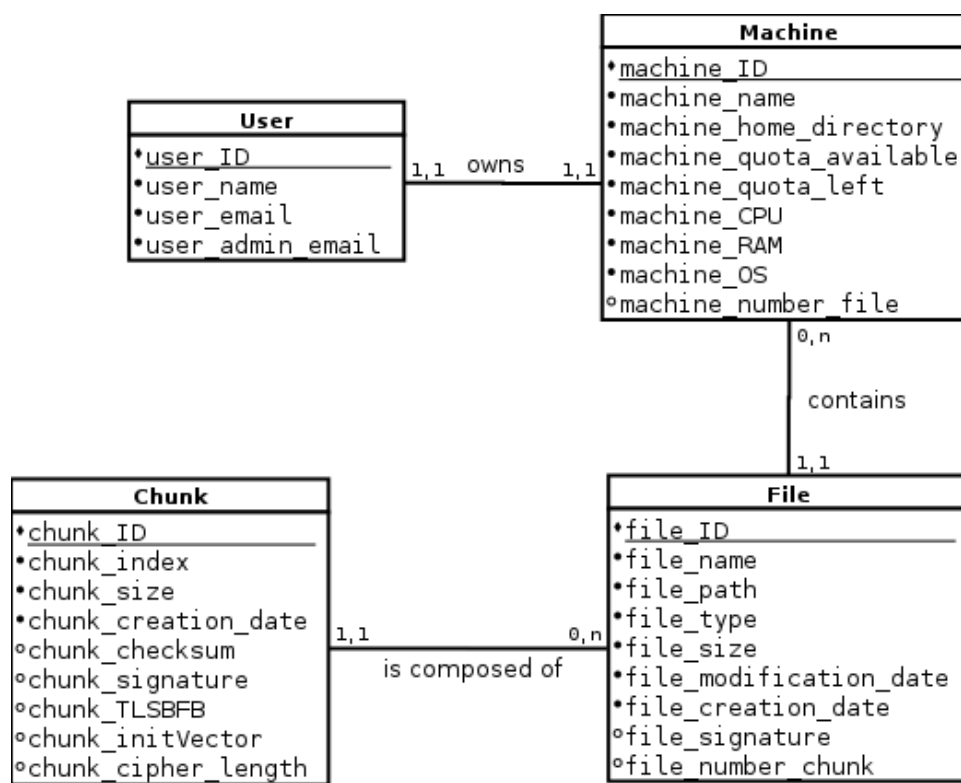 Machine
machine_ID
machine_name
machine_home_directory
machine_quota_available
machine_quota_left
machine_CPU
machine_RAM
machine_OS
machine_number_file
User
user_ID
user_name
user_email
user_admin_email
1,1 owns 1,1
0,n
contains
1,1
Chunk
chunk_ID
chunk_index
chunk_size
chunk_creation_date
chunk_checksum
chunk_signature
chunk_TLSBFB
chunk_initVector
chunk_cipher_length
1,1 0,n
is composed of
File
file_ID
file_name
file_path
file_type
file_size
file_modification_date
file_creation_date
file_signature
file_number_chunk